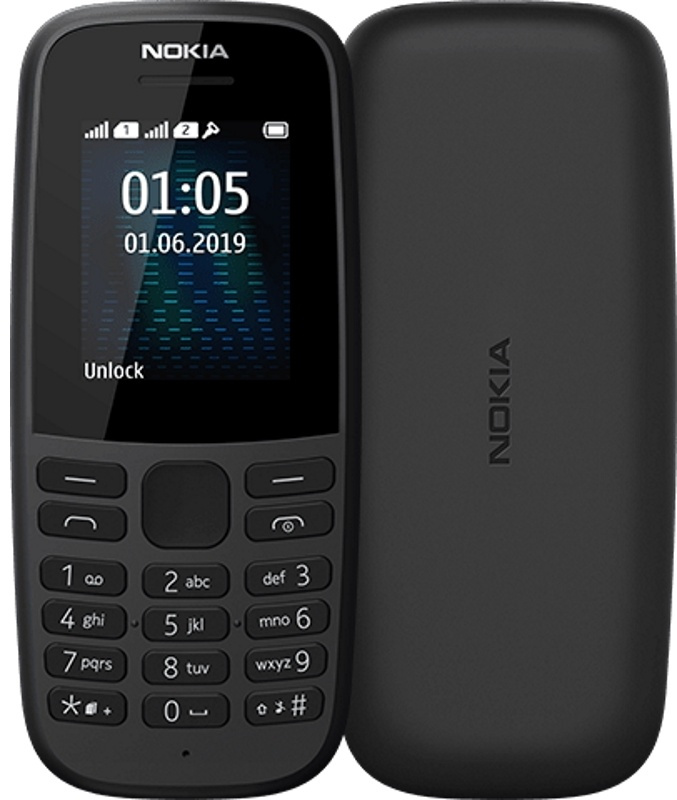 NOKIA
1 2
01:05
01.06.2019
Unlock
1
2 abc
def 3
4 ghi
5 jkl
mno 6
7 pqrs
8 tuv
wxyz 9
* +
0
#
NOKIA